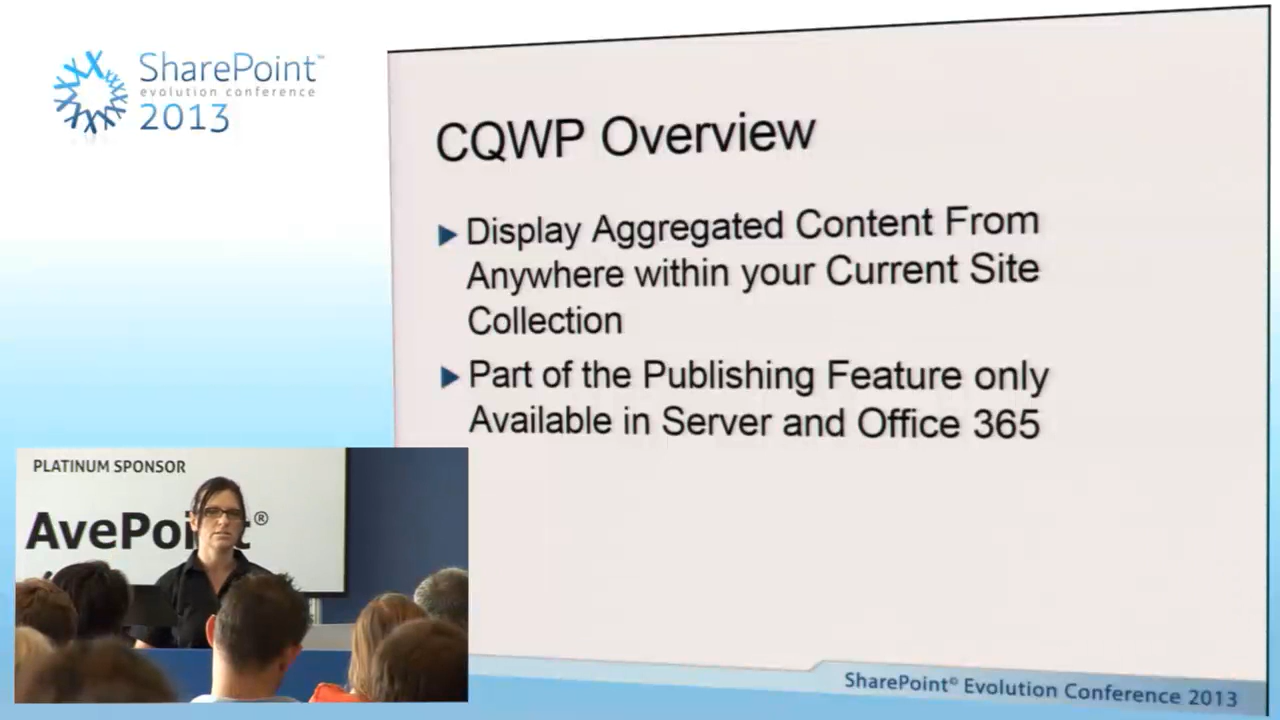 SharePoint™
evolution conference
2013
CQWP Overview
Display Aggregated Content From
Anywhere within your Current Site
Collection
Part of the Publishing Feature only
Available in Server and Office 365
PLATINUM SPONSOR
AvePoi t®
SharePoint® Evolution Conference 2013